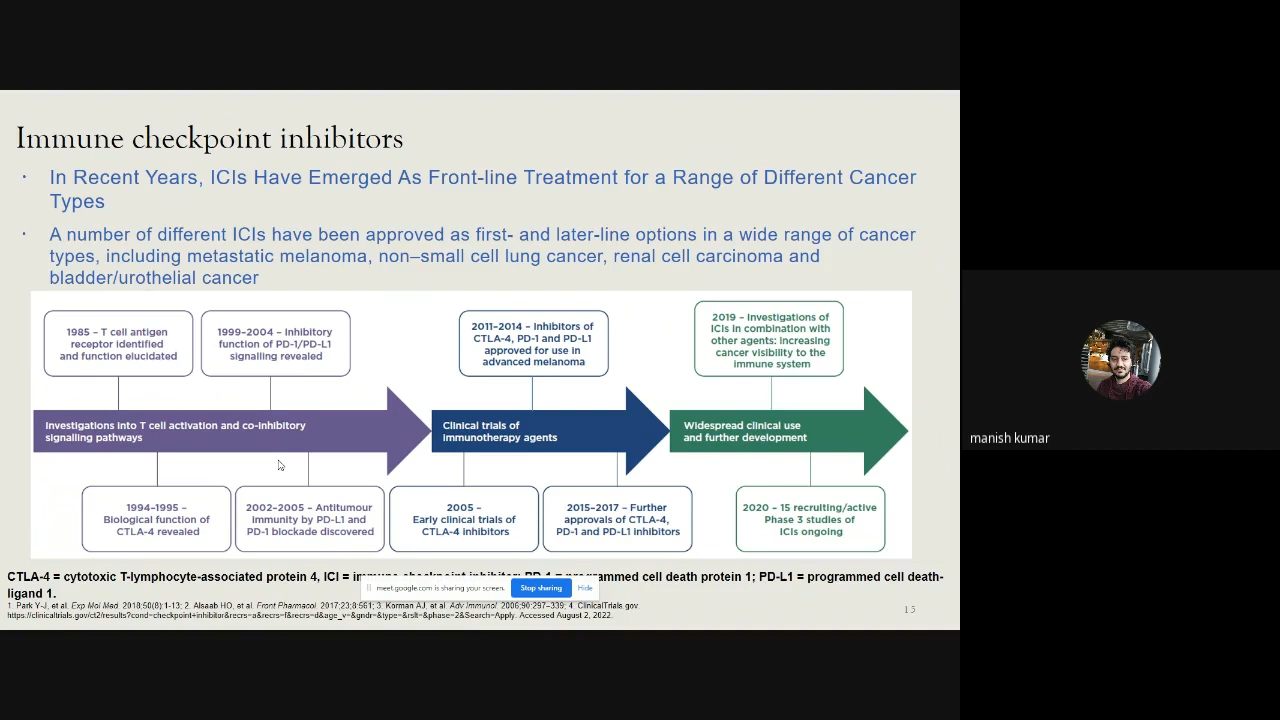 Immune checkpoint inhibitors
· In Recent Years, ICIs Have Emerged As Front-line Treatment for a Range of Different Cancer
Types
· A number of different ICIs have been approved as first- and later-line options in a wide range of cancer
types, including metastatic melanoma, non–small cell lung cancer, renal cell carcinoma and
bladder/urothelial cancer
1985 – T cell antigen
receptor identified
and function elucidated
1999–2004 – Inhibitory
function of PD-1/PD-L1
signalling revealed
2011–2014 – Inhibitors of
CTLA-4, PD-1 and PD-L1
approved for use in
advanced melanoma
2019 – Investigations of
ICIs in combination with
other agents: increasing
cancer visibility to the
immune system
Investigations into T cell activation and co-inhibitory
signalling pathways
Clinical trials of
immunotherapy agents
Widespread clinical use
and further development
1994–1995 –
Biological function of
CTLA-4 revealed
2002–2005 – Antitumour
immunity by PD-L1 and
PD-1 blockade discovered
2005 –
Early clinical trials of
CTLA-4 inhibitors
2015–2017 – Further
approvals of CTLA-4,
PD-1 and PD-L1 inhibitors
2020 – 15 recruiting/active
Phase 3 studies of
ICIs ongoing
CTLA-4 = cytotoxic T-lymphocyte-associated protein 4, ICI = immune checkpoint inhibitor; PD-1 = programmed cell death protein 1; PD-L1 = programmed cell death-
ligand 1.
meet.google.com is sharing your screen.
Stop sharing
Hide
1. Park Y-J, et al. Exp Mol Med. 2018;50(8):1-13; 2. Alsaab HO, et al. Front Pharmacol. 2017;23;8:561; 3. Korman AJ, et al. Adv Immunol. 2006;90:297–339; 4. ClinicalTrials.gov.
https://clinicaltrials.gov/ct2/results?cond=checkpoint+inhibitor&recrs=a&recrs=f&recrs=d&age_v=&gndr=&type=&rslt=&phase=2&Search=Apply. Accessed August 2, 2022.
15
manish kumar